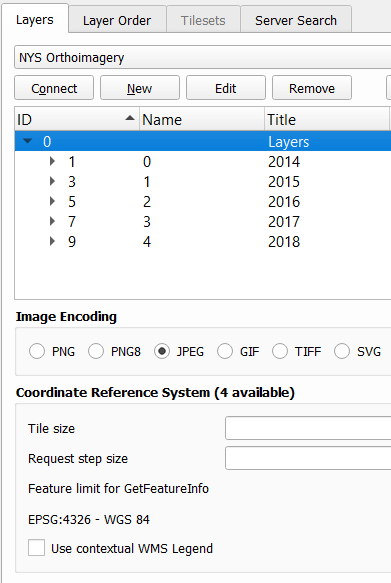 Layers Layer Order Tilesets Server Search
NYS Orthoimagery
Connect New Edit Remove
ID Name Title
0 Layers
1 0 2014
3 1 2015
5 2 2016
7 3 2017
9 4 2018
Image Encoding
PNG PNG8 JPEG GIF TIFF SVG
Coordinate Reference System (4 available)
Tile size
Request step size
Feature limit for GetFeatureInfo
EPSG:4326 - WGS 84
Use contextual WMS Legend